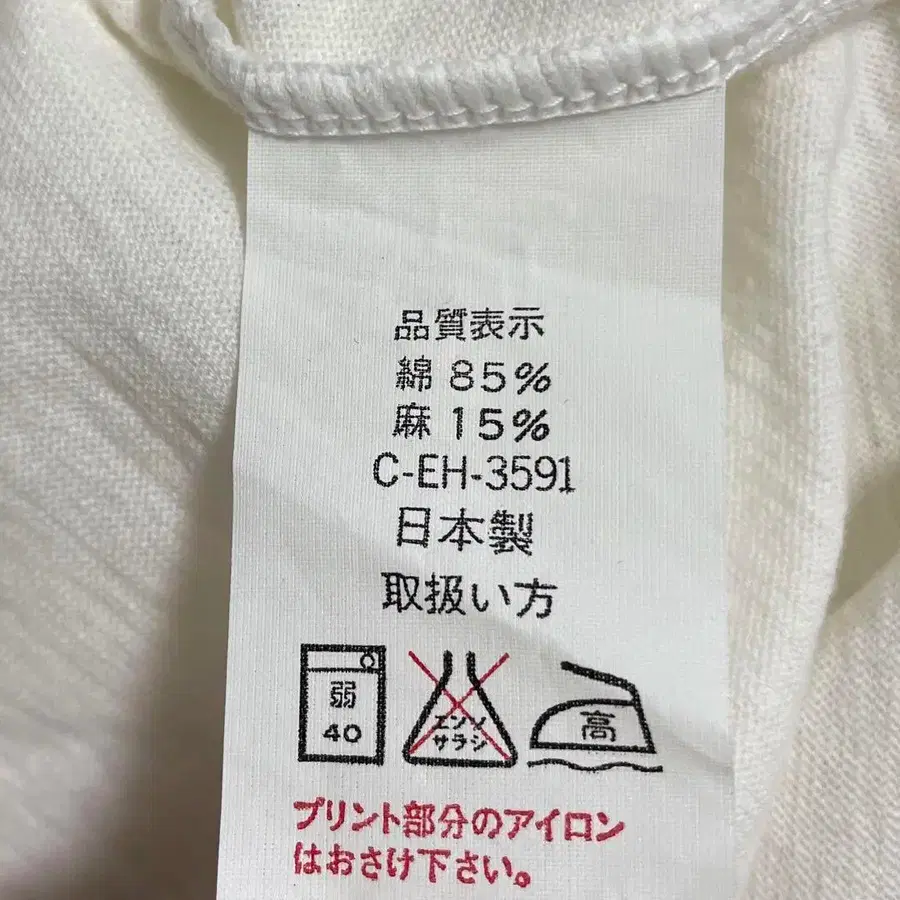 品質表示
綿 85%
麻 15%
C-EH-3591
日本製
取扱い方
弱
40
エンソ
サラシ
高
プリント部分のアイロン
はおさけ下さい。